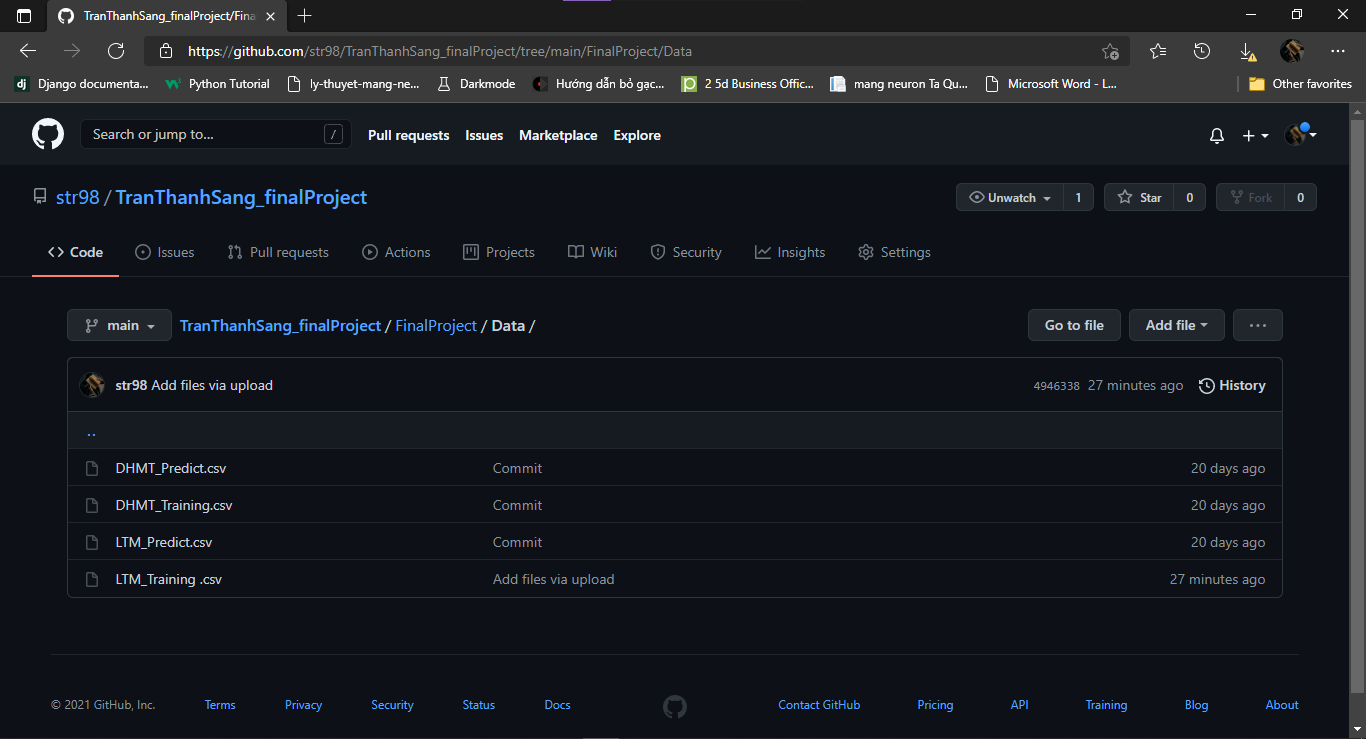 TranThanhSang_finalProject/Fina
https://github.com/str98/TranThanhSang_finalProject/tree/main/FinalProject/Data
dj Django documenta... Python Tutorial ly-thuyet-mang-ne... Darkmode Hướng dẫn bỏ gạc... 2 5d Business Offic... mang neuron Ta Qu... Microsoft Word - L... Other favorites
Search or jump to... / Pull requests Issues Marketplace Explore
str98 / TranThanhSang_finalProject Unwatch 1 Star 0 Fork 0
Code Issues Pull requests Actions Projects Wiki Security Insights Settings
main TranThanhSang_finalProject / FinalProject / Data / Go to file Add file ...
str98 Add files via upload 4946338 27 minutes ago History
..
DHMT_Predict.csv Commit 20 days ago
DHMT_Training.csv Commit 20 days ago
LTM_Predict.csv Commit 20 days ago
LTM_Training .csv Add files via upload 27 minutes ago
© 2021 GitHub, Inc. Terms Privacy Security Status Docs Contact GitHub Pricing API Training Blog About